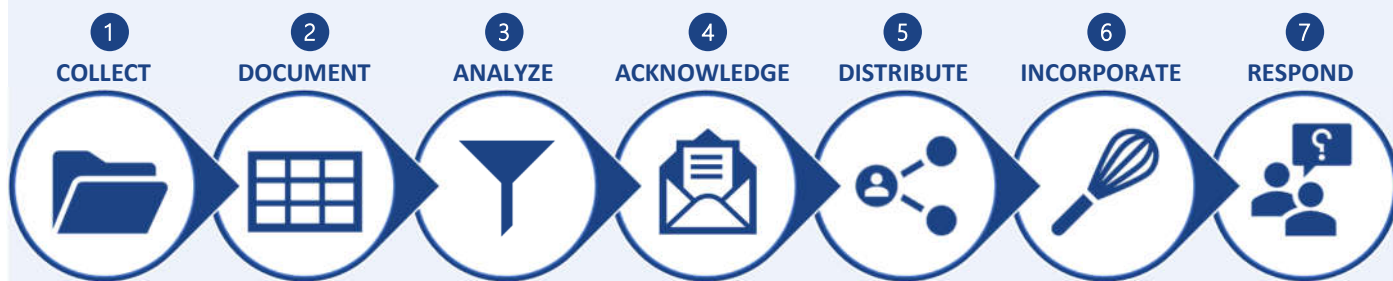 1 2 3 4 5 6 7
COLLECT DOCUMENT ANALYZE ACKNOWLEDGE DISTRIBUTE INCORPORATE RESPOND
?